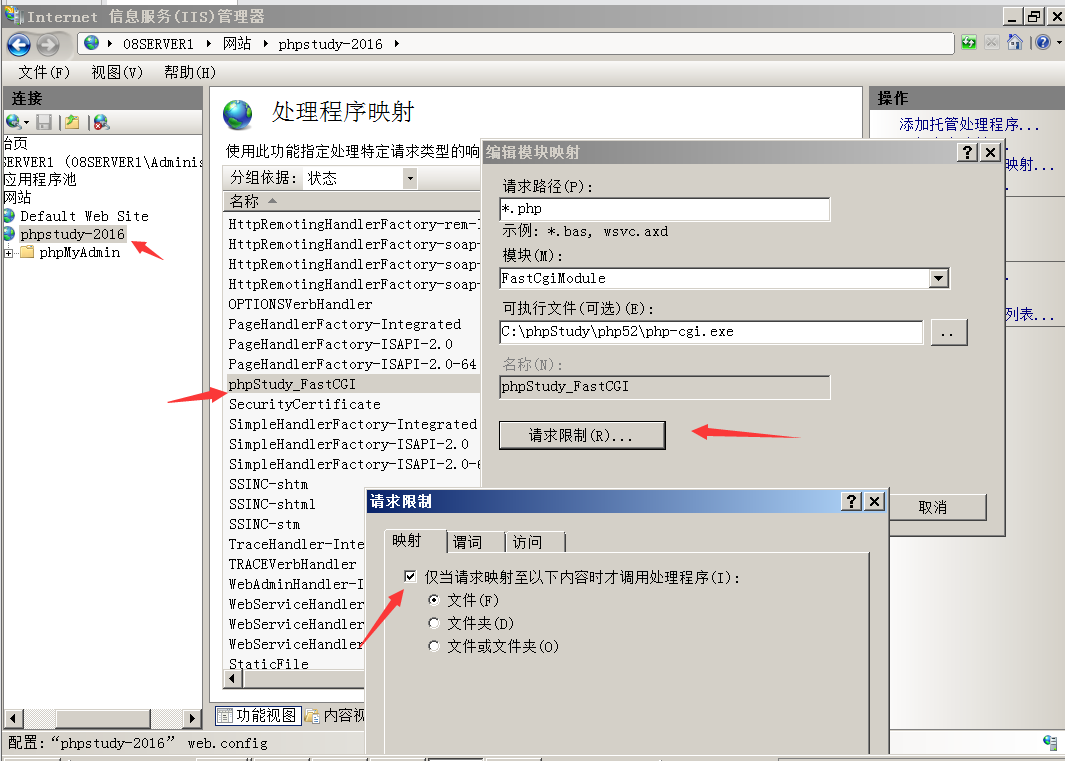 Internet 信息服务(IIS)管理器
08SERVER1
网站
phpstudy-2016
文件(F)
视图(V)
帮助(H)
连接
始页
SERVER1 (08SERVER1\Adminis
应用程序池
网站
Default Web Site
phpstudy-2016
phpMyAdmin
处理程序映射
使用此功能指定处理特定请求类型的响
分组依据:
状态
名称
HttpRemotingHandlerFactory-rem-I
HttpRemotingHandlerFactory-soap-
HttpRemotingHandlerFactory-soap-
HttpRemotingHandlerFactory-soap-
OPTIONSVerbHandler
PageHandlerFactory-Integrated
PageHandlerFactory-ISAPI-2.0
PageHandlerFactory-ISAPI-2.0-64
phpStudy_FastCGI
SecurityCertificate
SimpleHandlerFactory-Integrated
SimpleHandlerFactory-ISAPI-2.0
SimpleHandlerFactory-ISAPI-2.0-6
SSINC-shtm
SSINC-shtml
SSINC-stm
TraceHandler-Inte
TRACEVerbHandler
WebAdminHandler-I
WebServiceHandler
WebServiceHandler
WebServiceHandler
StaticFile
功能视图
内容视
操作
添加托管处理程序...
映射...
列表...
编辑模块映射
请求路径(P):
*.php
示例: *.bas, wsvc.axd
模块(M):
FastCgiModule
可执行文件(可选)(E):
C:\phpStudy\php52\php-cgi.exe
..
名称(N):
phpStudy_FastCGI
请求限制(R)...
取消
请求限制
映射
谓词
访问
仅当请求映射至以下内容时才调用处理程序(I):
文件(F)
文件夹(D)
文件或文件夹(O)
配置:“phpstudy-2016” web.config